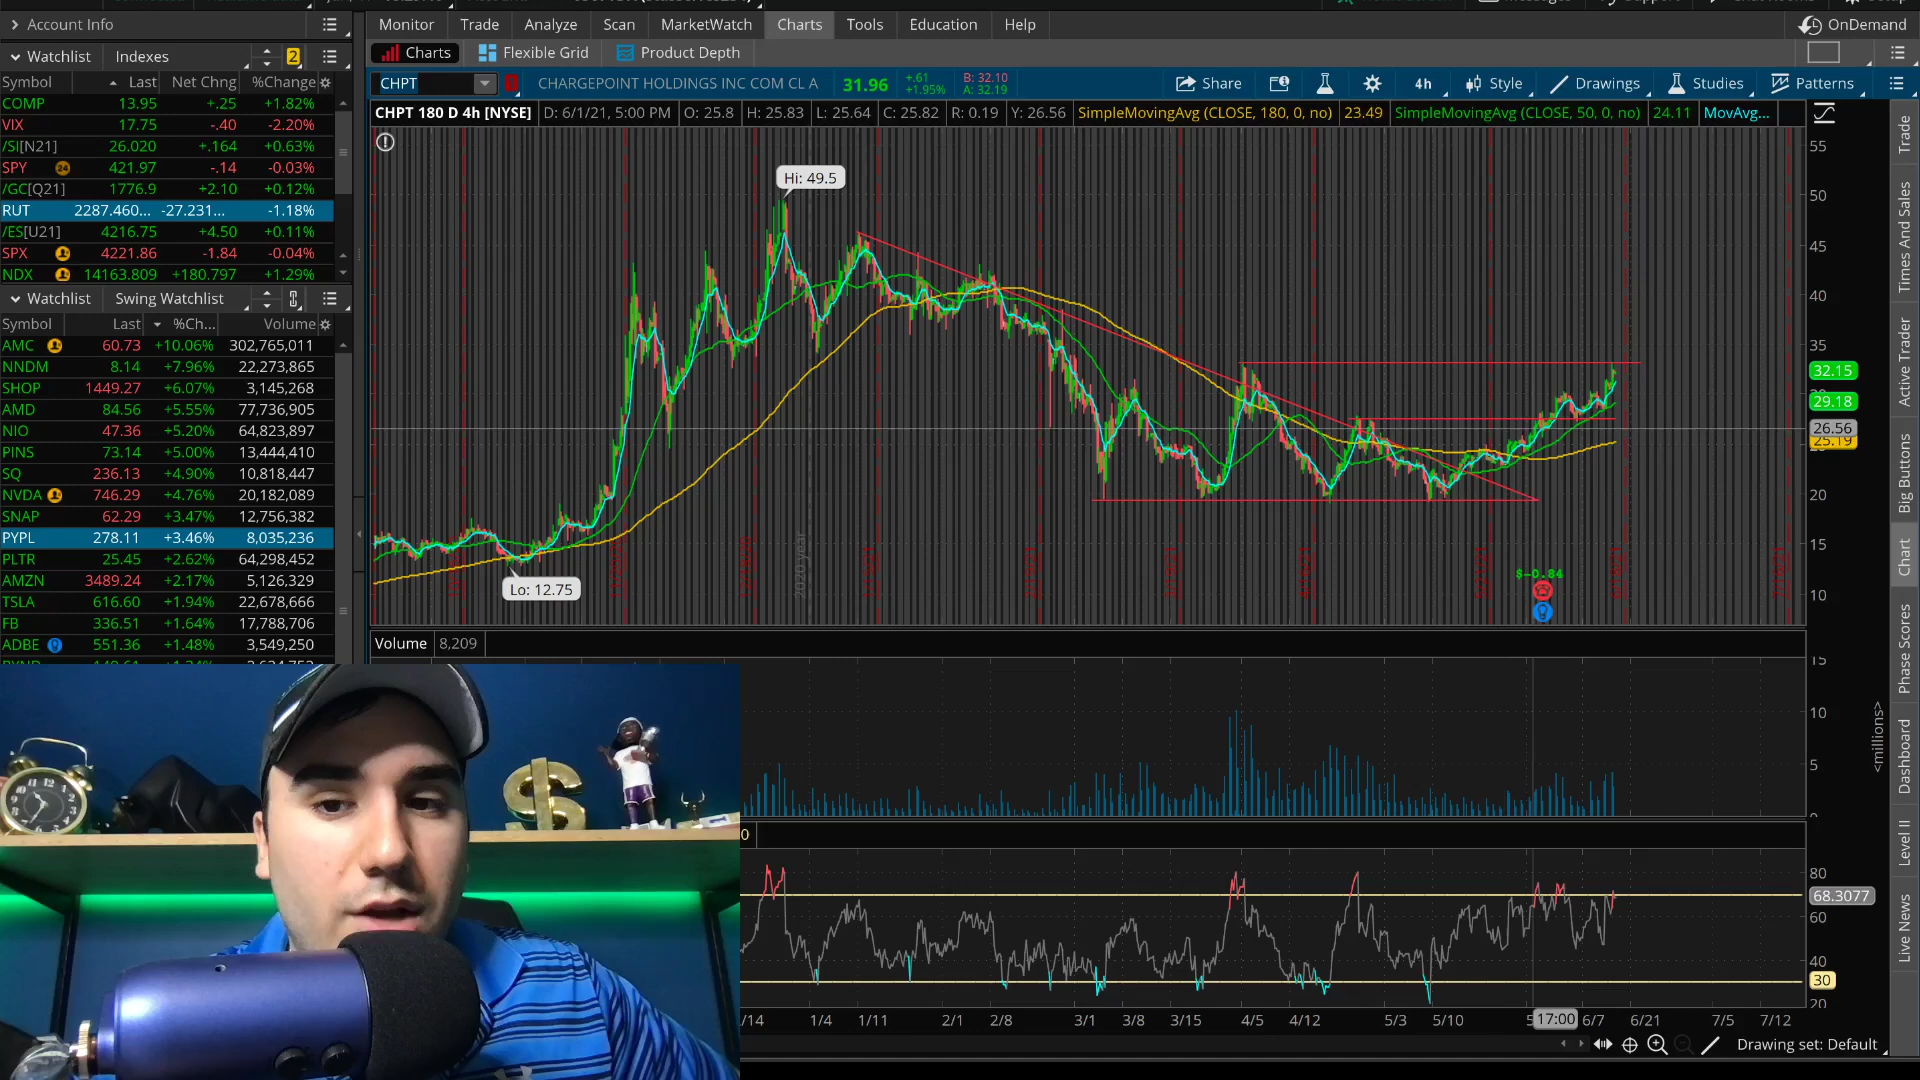 Account Info
Monitor Trade Analyze Scan MarketWatch Charts Tools Education Help
OnDemand
Watchlist Indexes 2
Charts Flexible Grid Product Depth
Symbol Last Net Chng %Change
CHPT CHARGEPOINT HOLDINGS INC COM CL A 31.96 +.61 +1.95% B: 32.10 A: 32.19 Share 4h Style Drawings Studies Patterns
COMP 13.95 +.25 +1.82%
VIX 17.75 -.40 -2.20%
/SI[N21] 26.020 +.164 +0.63%
SPY 421.97 -.14 -0.03%
/GC[Q21] 1776.9 +2.10 +0.12%
RUT 2287.460... -27.231... -1.18%
/ES[U21] 4216.75 +4.50 +0.11%
SPX 4221.86 -1.84 -0.04%
NDX 14163.809 +180.797 +1.29%
CHPT 180 D 4h [NYSE] D: 6/1/21, 5:00 PM O: 25.8 H: 25.83 L: 25.64 C: 25.82 R: 0.19 Y: 26.56 SimpleMovingAvg (CLOSE, 180, 0, no) 23.49 SimpleMovingAvg (CLOSE, 50, 0, no) 24.11 MovAvg...
Watchlist Swing Watchlist
Symbol Last %Ch... Volume
AMC 60.73 +10.06% 302,765,011
NNDM 8.14 +7.96% 22,273,865
SHOP 1449.27 +6.07% 3,145,268
AMD 84.56 +5.55% 77,736,905
NIO 47.36 +5.20% 64,823,897
PINS 73.14 +5.00% 13,444,410
SQ 236.13 +4.90% 10,818,447
NVDA 746.29 +4.76% 20,182,089
SNAP 62.29 +3.47% 12,756,382
PYPL 278.11 +3.46% 8,035,236
PLTR 25.45 +2.62% 64,298,452
AMZN 3489.24 +2.17% 5,126,329
TSLA 616.60 +1.94% 22,678,666
FB 336.51 +1.64% 17,788,706
ADBE 551.36 +1.48% 3,549,250
Hi: 49.5
Lo: 12.75
2020 year
$-0.84
55
50
45
40
35
32.15
29.18
26.56
25.19
20
15
10
Volume 8,209
15
10
5
<millions>
80
68.3077
60
40
30
20
/14 1/4 1/11 2/1 2/8 3/1 3/8 3/15 4/5 4/12 5/3 5/10 17:00 6/7 6/21 7/5 7/12
Drawing set: Default
Trade
Times And Sales
Active Trader
Big Buttons
Chart
Phase Scores
Dashboard
Level II
Live News